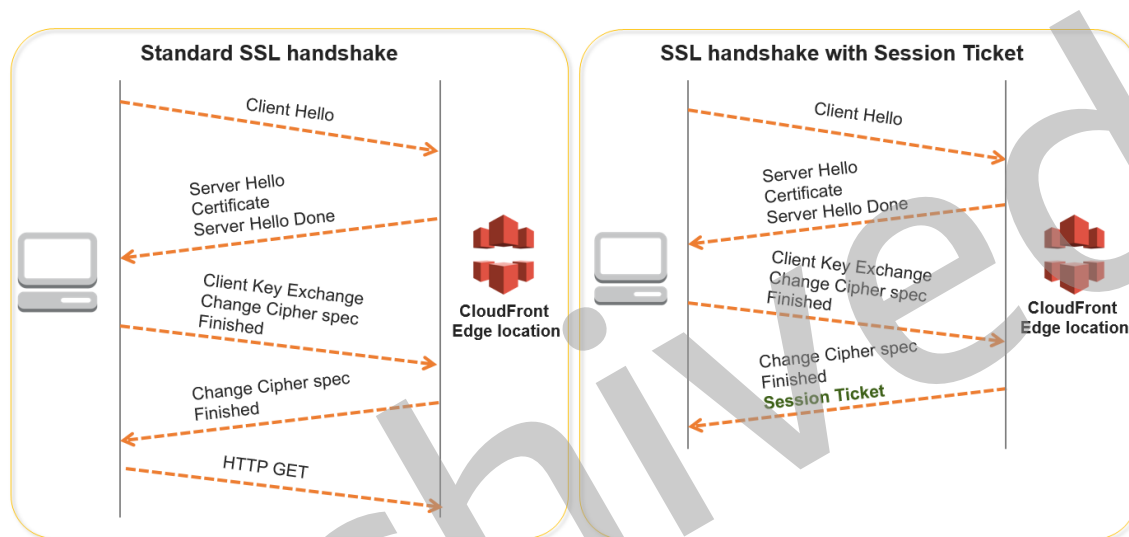 Standard SSL handshake
Client Hello
Server Hello
Certificate
Server Hello Done
Client Key Exchange
Change Cipher spec
Finished
Change Cipher spec
Finished
HTTP GET
CloudFront
Edge location
SSL handshake with Session Ticket
Client Hello
Server Hello
Certificate
Server Hello Done
Client Key Exchange
Change Cipher spec
Finished
Change Cipher spec
Finished
Session Ticket
CloudFront
Edge location
hived